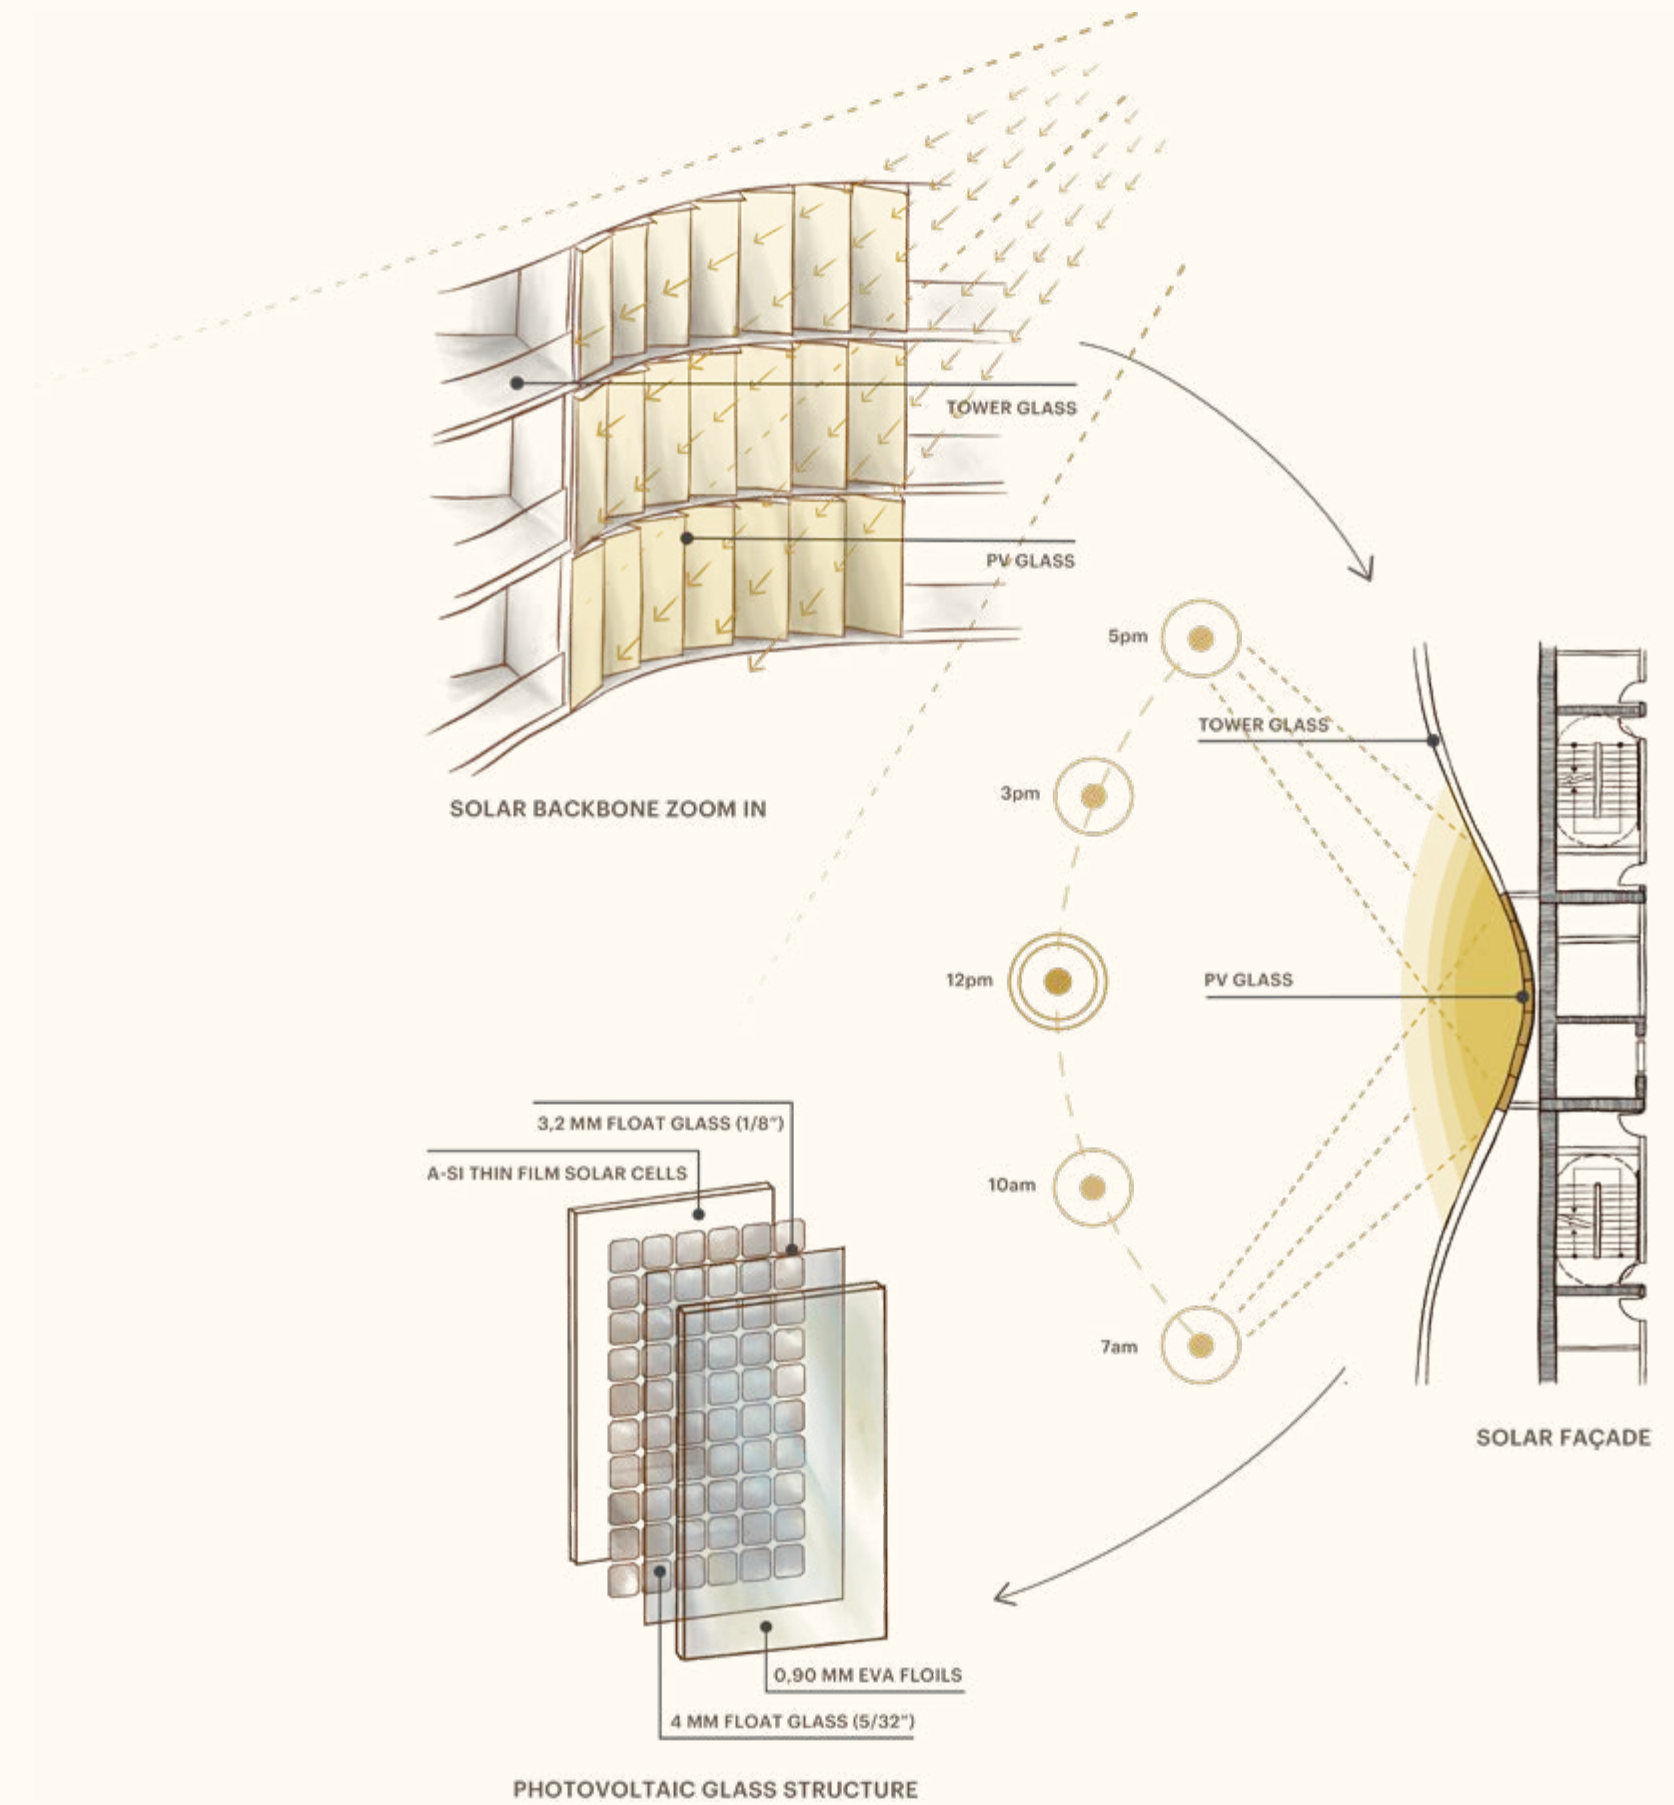 TOWER GLASS
PV GLASS
SOLAR BACKBONE ZOOM IN
5pm
TOWER GLASS
3pm
12pm
PV GLASS
10am
7am
SOLAR FAÇADE
3,2 MM FLOAT GLASS (1/8")
A-SI THIN FILM SOLAR CELLS
0,90 MM EVA FLOILS
4 MM FLOAT GLASS (5/32")
PHOTOVOLTAIC GLASS STRUCTURE